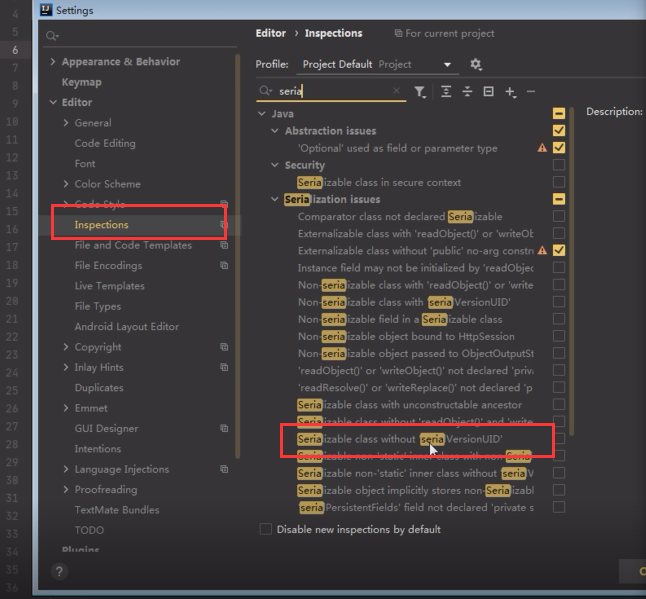 Settings
4
5
6
7
8
9
10
11
12
13
14
15
16
17
18
19
20
21
22
23
24
25
26
27
28
29
30
31
32
33
34
35
36
Appearance & Behavior
Keymap
Editor
General
Code Editing
Font
Color Scheme
Code Style
Inspections
File and Code Templates
File Encodings
Live Templates
File Types
Android Layout Editor
Copyright
Inlay Hints
Duplicates
Emmet
GUI Designer
Intentions
Language Injections
Proofreading
TextMate Bundles
TODO
Plugins
?
Editor › Inspections For current project
Profile: Project Default Project
seria
Java
Abstraction issues
'Optional' used as field or parameter type
Security
Serializable class in secure context
Serialization issues
Comparator class not declared Serializable
Externalizable class with 'readObject()' or 'writeOb
Externalizable class without 'public' no-arg constru
Instance field may not be initialized by 'readObjec
Non-serializable class with 'readObject()' or 'write
Non-serializable class with 'serialVersionUID'
Non-serializable field in a Serializable class
Non-serializable object bound to HttpSession
Non-serializable object passed to ObjectOutputSt
'readObject()' or 'writeObject()' not declared 'priva
'readResolve()' or 'writeReplace()' not declared 'p
Serializable class with unconstructable ancestor
Serializable class without 'readObject()' and 'write
Serializable class without 'serialVersionUID'
Serializable non-'static' inner class with non-Seria
Serializable non-'static' inner class without 'serialV
Serializable object implicitly stores non-Serializabl
'serialPersistentFields' field not declared 'private s
Disable new inspections by default
Description: